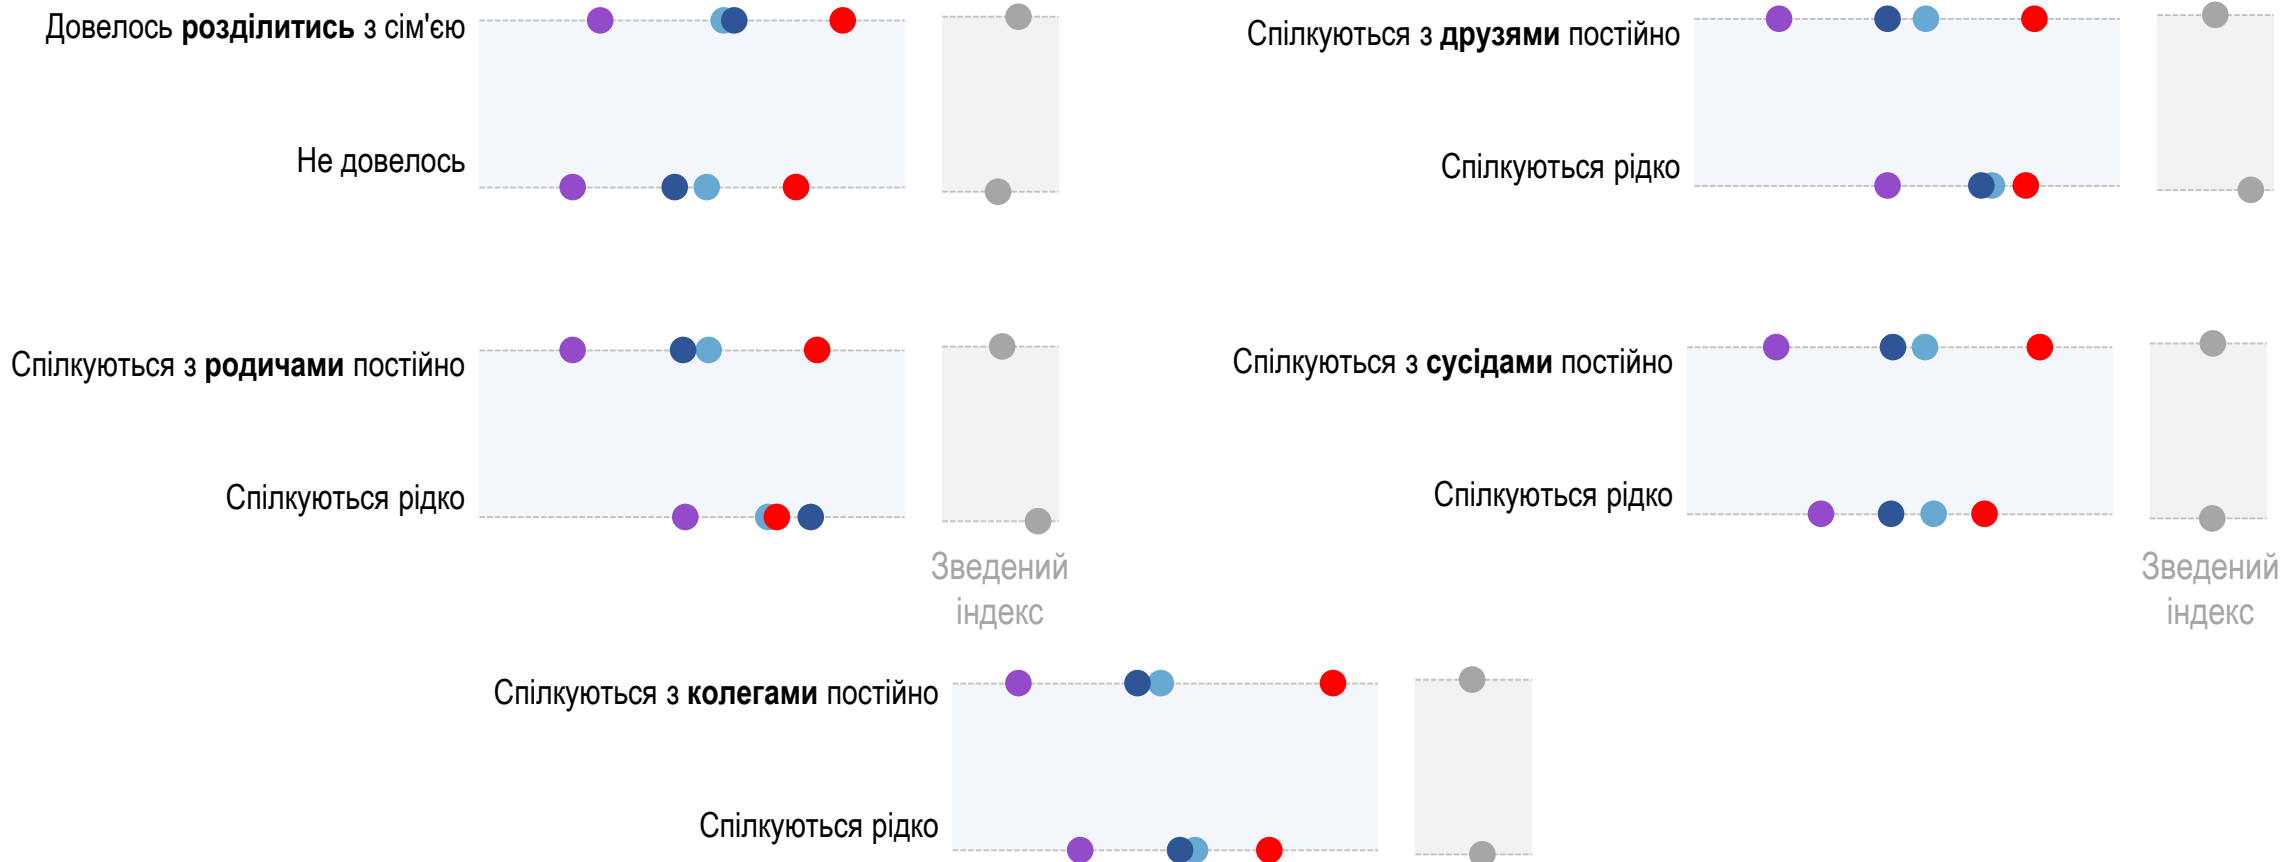 Довелось розділитись з сім'єю
Не довелось
Спілкуються з друзями постійно
Спілкуються рідко
Спілкуються з родичами постійно
Спілкуються рідко
Зведений
індекс
Спілкуються з сусідами постійно
Спілкуються рідко
Зведений
індекс
Спілкуються з колегами постійно
Спілкуються рідко